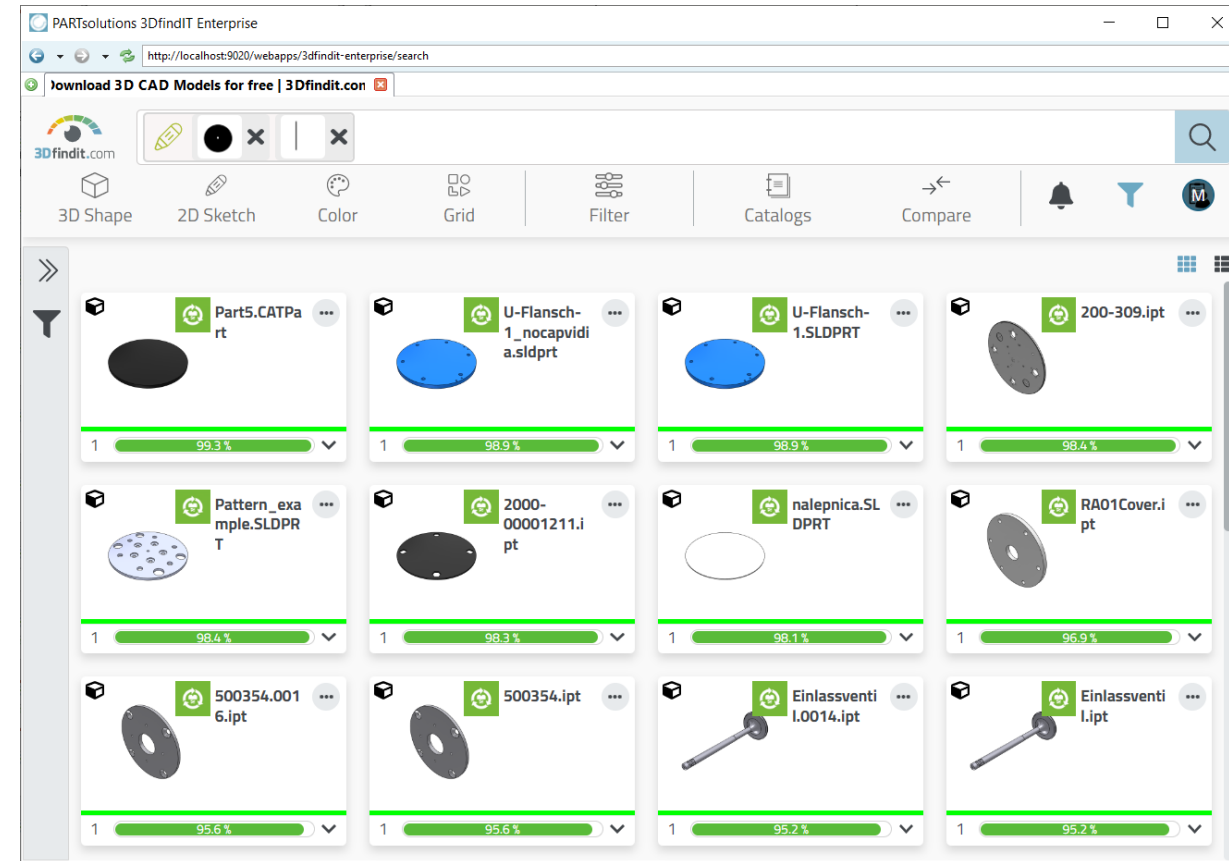 PARTsolutions 3DfindIT Enterprise
http://localhost:9020/webapps/3dfindit-enterprise/search
Download 3D CAD Models for free | 3Dfindit.con
3Dfindit.com
3D Shape 2D Sketch Color Grid Filter Catalogs Compare
M
Part5.CATPa
rt
1 99.3 %
U-Flansch-
1_nocapvidi
a.sldprt
1 98.9 %
U-Flansch-
1.SLDPRT
1 98.9 %
200-309.ipt
1 98.4 %
Pattern_exa
mple.SLDPR
T
1 98.4 %
2000-
00001211.i
pt
1 98.3 %
nalepnica.SL
DPRT
1 98.1 %
RA01Cover.i
pt
1 96.9 %
500354.001
6.ipt
1 95.6 %
500354.ipt
1 95.6 %
Einlassventi
l.0014.ipt
1 95.2 %
Einlassventi
l.ipt
1 95.2 %